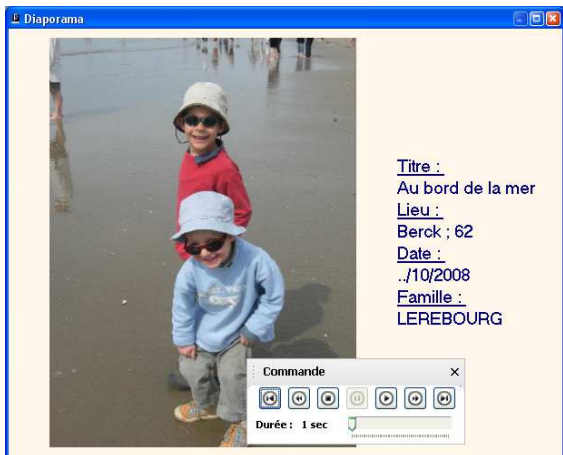 Diaporama
Titre :
Au bord de la mer
Lieu :
Berck ; 62
Date :
../10/2008
Famille :
LEREBOURG
Commande
Durée : 1 sec